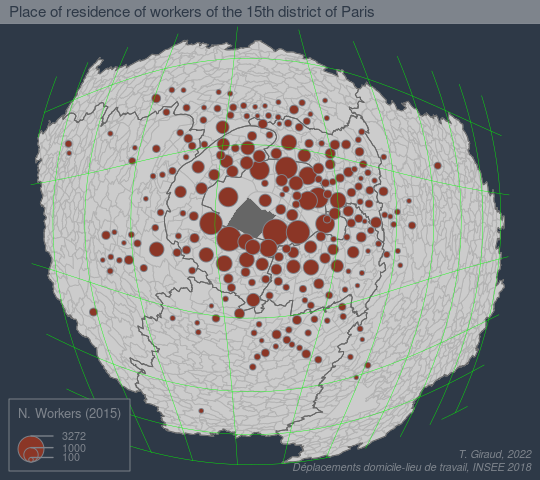 Place of residence of workers of the 15th district of Paris
N. Workers (2015)
3272
1000
100
T. Giraud, 2022
Déplacements domicile-lieu de travail, INSEE 2018